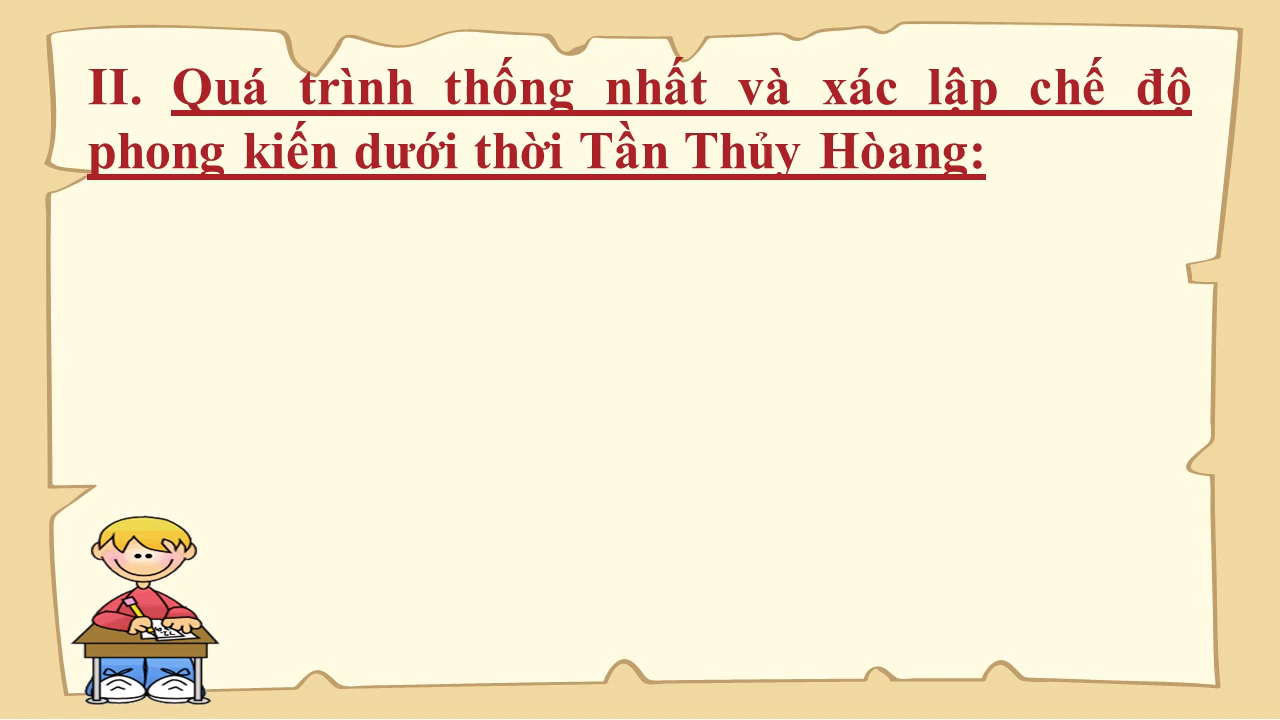 II. Quá trình thống nhất và xác lập chế độ
phong kiến dưới thời Tần Thủy Hòang: